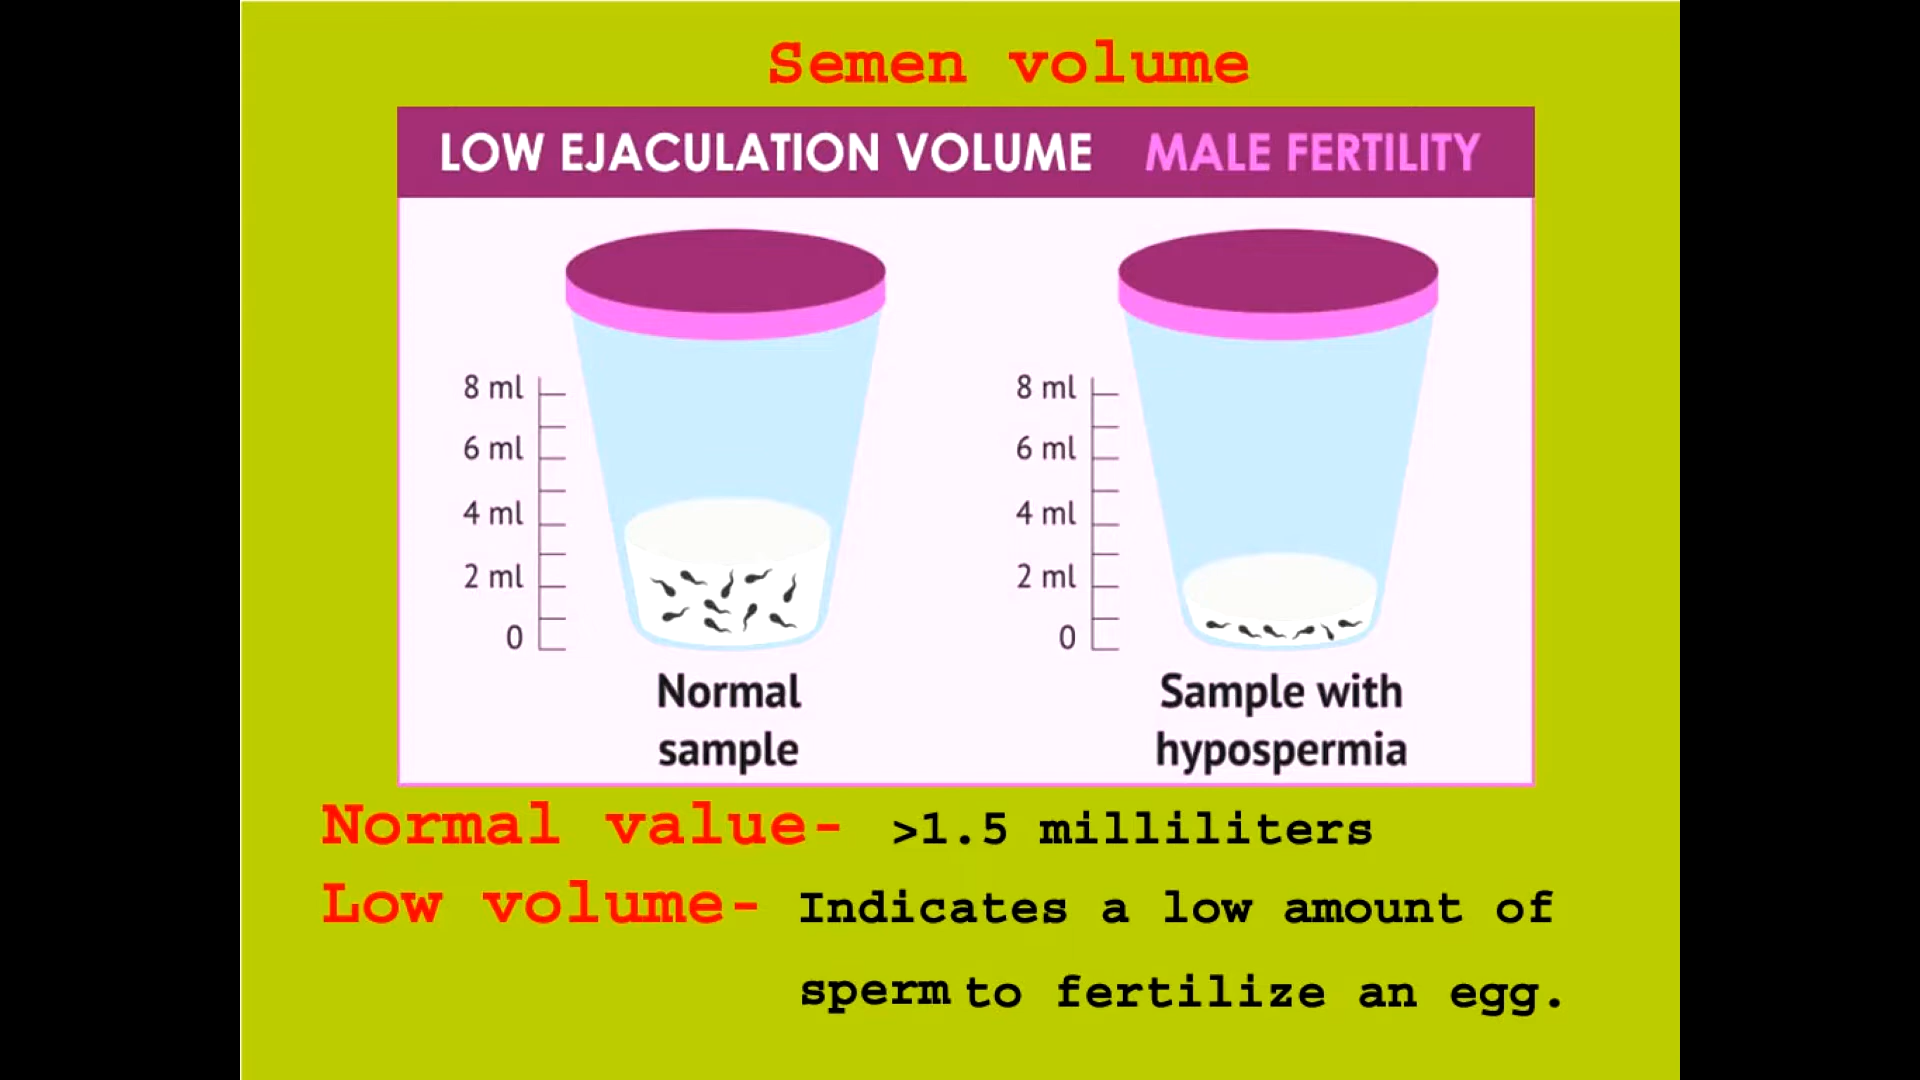 Semen volume
LOW EJACULATION VOLUME MALE FERTILITY
8 ml
6 ml
4 ml
2 ml
0
Normal
sample
8 ml
6 ml
4 ml
2 ml
0
Sample with
hypospermia
Normal value- >1.5 milliliters
Low volume- Indicates a low amount of
sperm to fertilize an egg.